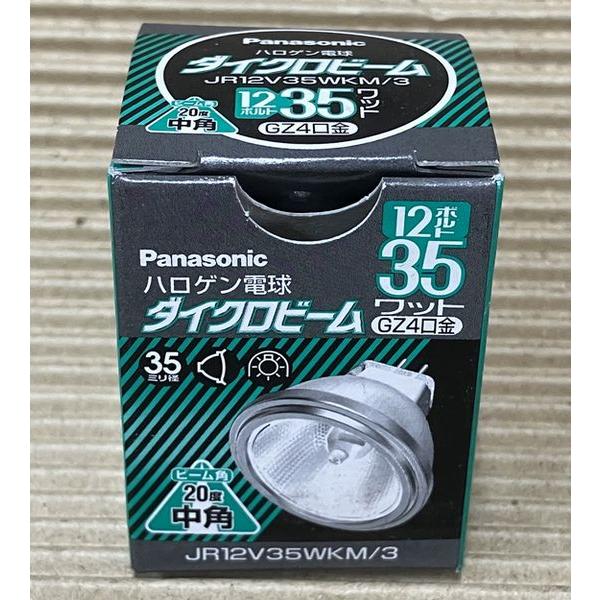 Panasonic
ハロゲン電球
ダイクロビーム
JR12V35WKM/3
12ボルト 35ワット
GZ4口金
ビーム角
20度
中角
12ボルト
35
ワット
GZ4口金
Panasonic
ハロゲン電球
ダイクロビーム
35
ミリ径
ビーム角
20度
中角
JR12V35WKM/3